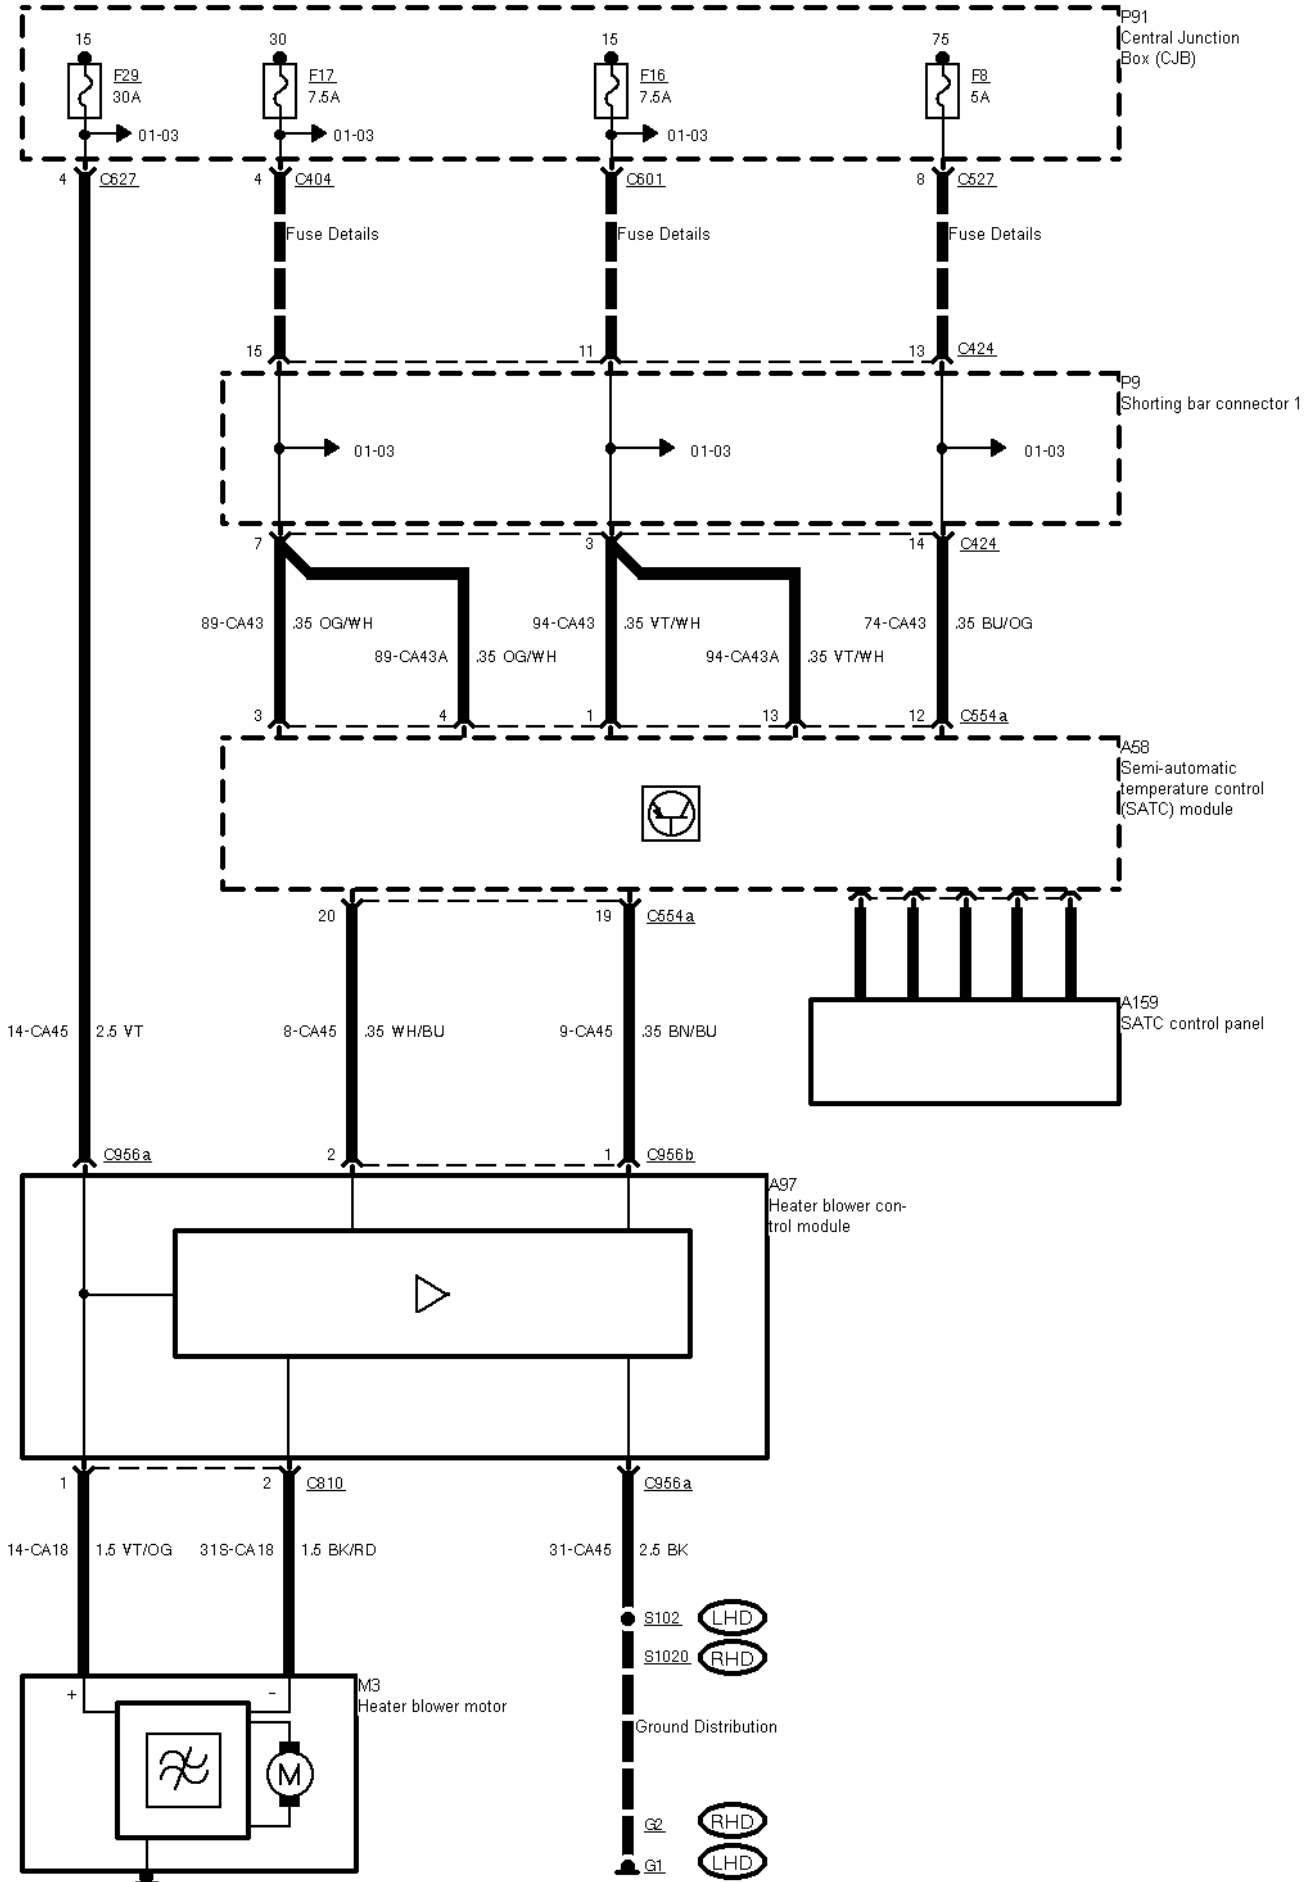 P91
Central Junction
Box (CJB)
15
30
15
75
F29
30A
F17
7.5A
F16
7.5A
F8
5A
01-03
01-03
01-03
4
C627
4
C404
C601
8
C527
Fuse Details
Fuse Details
Fuse Details
15
11
13
C424
P9
Shorting bar connector 1
01-03
01-03
01-03
7
3
14
C424
89-CA43
.35 OG/WH
94-CA43
.35 VT/WH
74-CA43
.35 BU/OG
89-CA43A
.35 OG/WH
94-CA43A
.35 VT/WH
3
4
1
13
12
C554a
A58
Semi-automatic
temperature control
(SATC) module
20
19
C554a
A159
SATC control panel
14-CA45
2.5 VT
8-CA45
.35 WH/BU
9-CA45
.35 BN/BU
C956a
2
1
C956b
A97
Heater blower con-
trol module
1
2
C810
C956a
14-CA18
1.5 VT/OG
31S-CA18
1.5 BK/RD
31-CA45
2.5 BK
S102
LHD
S1020
RHD
M3
Heater blower motor
+
-
M
Ground Distribution
G2
RHD
G1
LHD